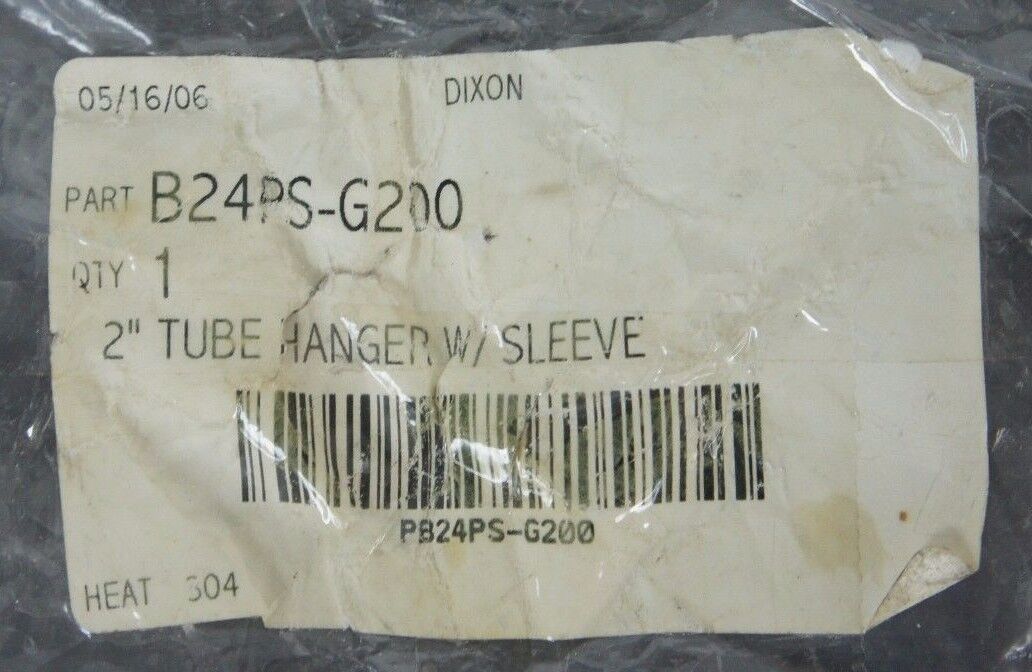 05/16/06 DIXON
PART B24PS-G200
QTY 1
2" TUBE HANGER W/ SLEEVE
PB24PS-G200
HEAT 304